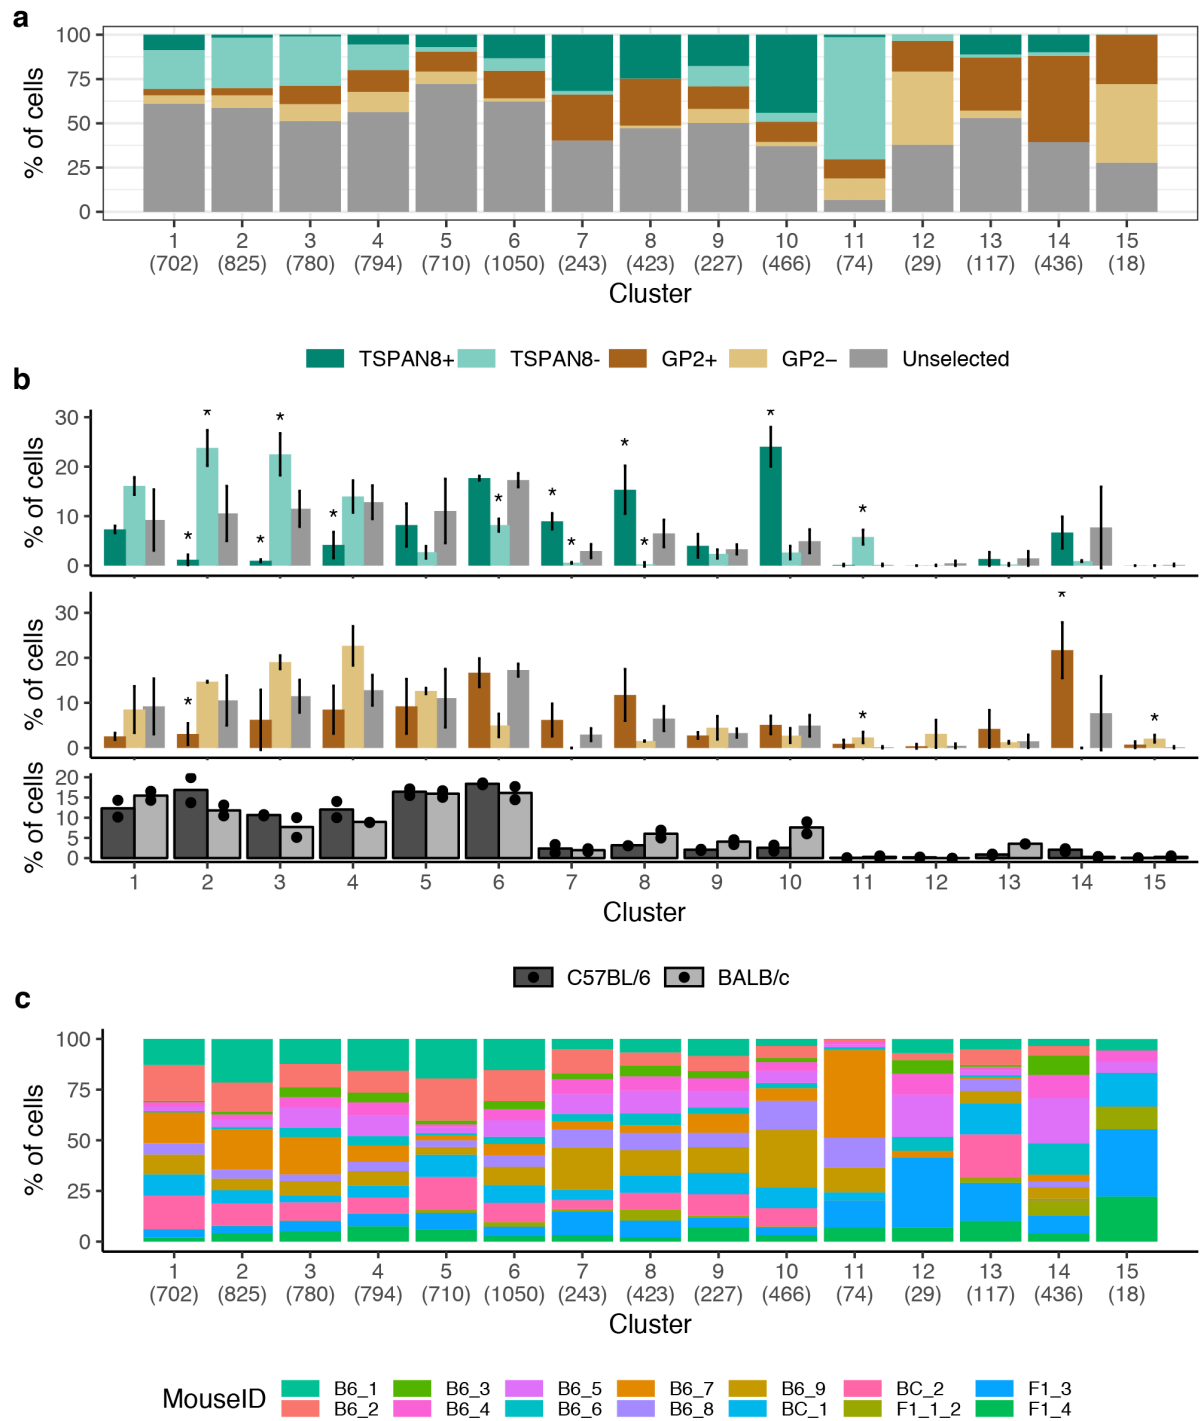 a
100
75
50
25
0
% of cells
1 2 3 4 5 6 7 8 9 10 11 12 13 14 15
(702) (825) (780) (794) (710) (1050) (243) (423) (227) (466) (74) (29) (117) (436) (18)
Cluster
TSPAN8+ TSPAN8- GP2+ GP2− Unselected
b
30
20
10
0
% of cells
* * * * * * * * * * * *
30
20
10
0
% of cells
* * * *
20
15
10
5
0
% of cells
1 2 3 4 5 6 7 8 9 10 11 12 13 14 15
Cluster
C57BL/6 BALB/c
c
100
75
50
25
0
% of cells
1 2 3 4 5 6 7 8 9 10 11 12 13 14 15
(702) (825) (780) (794) (710) (1050) (243) (423) (227) (466) (74) (29) (117) (436) (18)
Cluster
MouseID
B6_1 B6_3 B6_5 B6_7 B6_9 BC_2 F1_3
B6_2 B6_4 B6_6 B6_8 BC_1 F1_1_2 F1_4